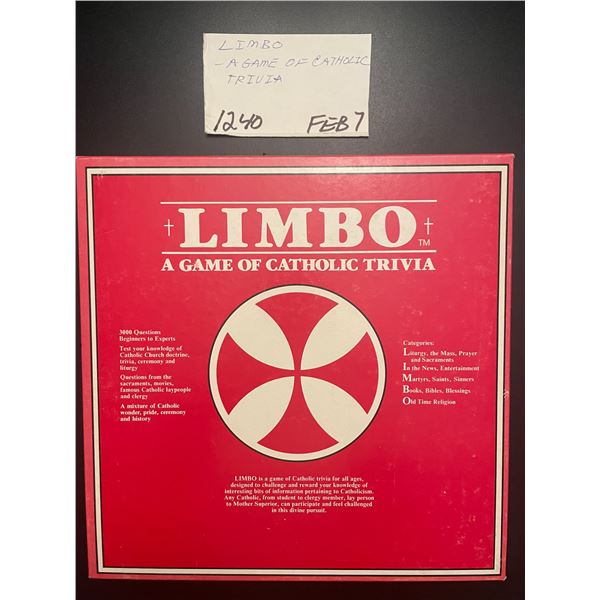 LIMBO
- A GAME OF CATHOLIC
TRIVIA
1240 FEB 7
† LIMBO † ™
A GAME OF CATHOLIC TRIVIA
3000 Questions
Beginners to Experts
Test your knowledge of
Catholic Church doctrine,
trivia, ceremony and
liturgy
Questions from the
sacraments, movies,
famous Catholic laypeople
and clergy
A mixture of Catholic
wonder, pride, ceremony
and history
Categories:
Liturgy, the Mass, Prayer
and Sacraments
In the News, Entertainment
Martyrs, Saints, Sinners
Books, Bibles, Blessings
Old Time Religion
LIMBO is a game of Catholic trivia for all ages,
designed to challenge and reward your knowledge of
interesting bits of information pertaining to Catholicism.
Any Catholic, from student to clergy member, lay person
to Mother Superior, can participate and feel challenged
in this divine pursuit.